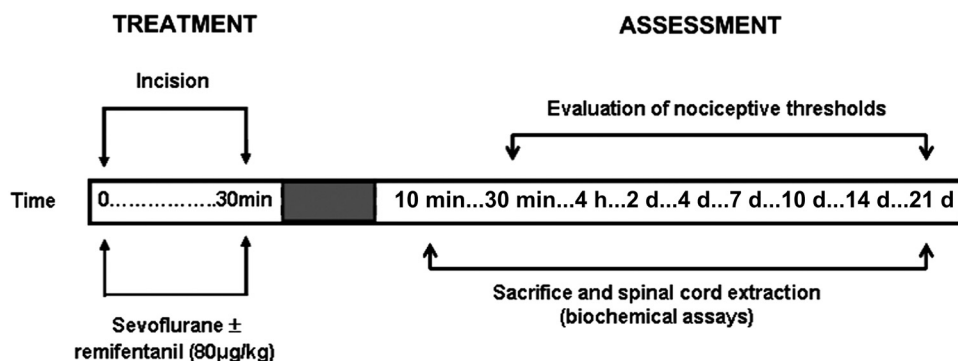 TREATMENT
ASSESSMENT
Incision
Evaluation of nociceptive thresholds
Time
0................30min
10 min...30 min...4 h...2 d...4 d...7 d...10 d...14 d...21 d
Sevoflurane ±
remifentanil (80µg/kg)
Sacrifice and spinal cord extraction
(biochemical assays)